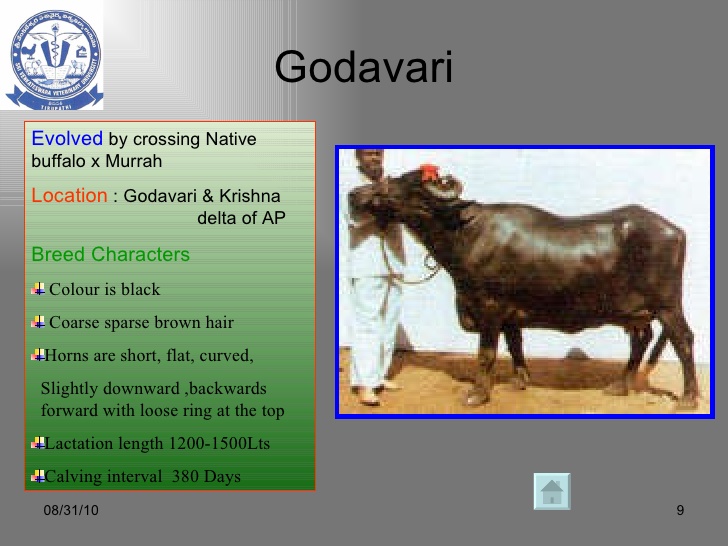 Godavari
SRI VENKATESWARA VETERINARY UNIVERSITY
TIRUPATI
Evolved by crossing Native
buffalo x Murrah
Location : Godavari & Krishna
delta of AP
Breed Characters
Colour is black
Coarse sparse brown hair
Horns are short, flat, curved,
Slightly downward ,backwards
forward with loose ring at the top
Lactation length 1200-1500Lts
Calving interval 380 Days
08/31/10
9